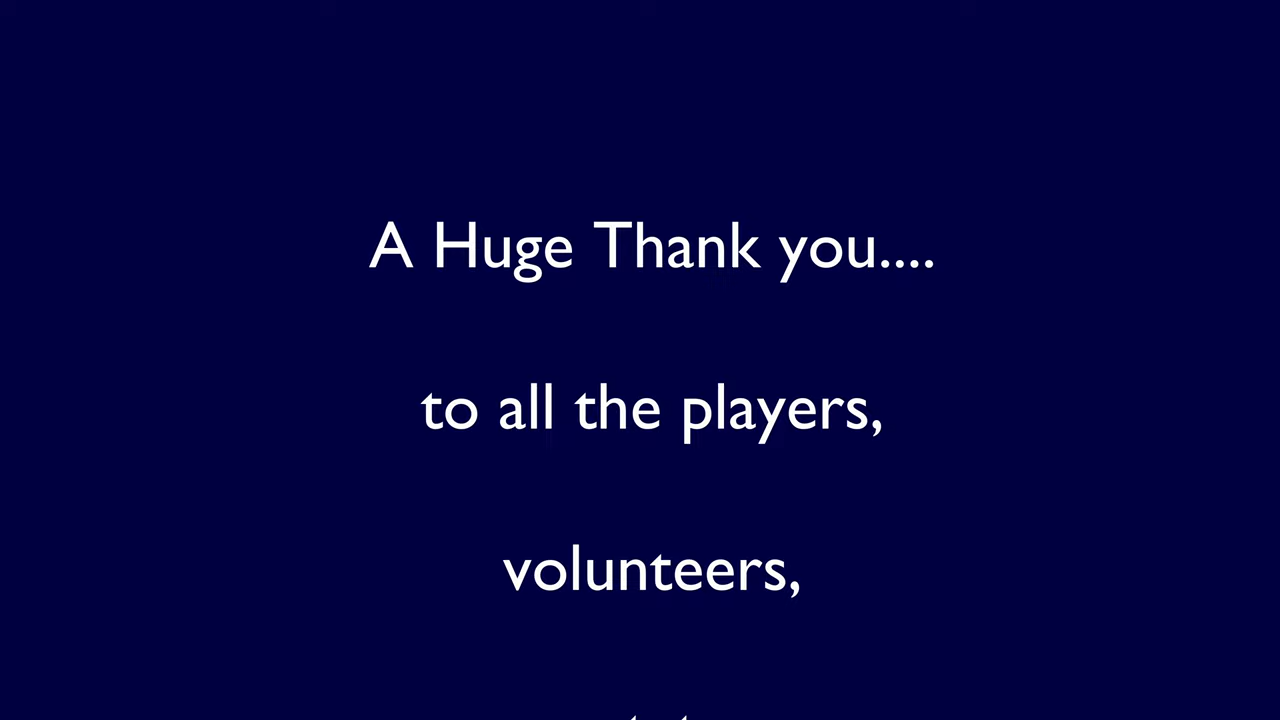 A Huge Thank you....
to all the players,
volunteers,